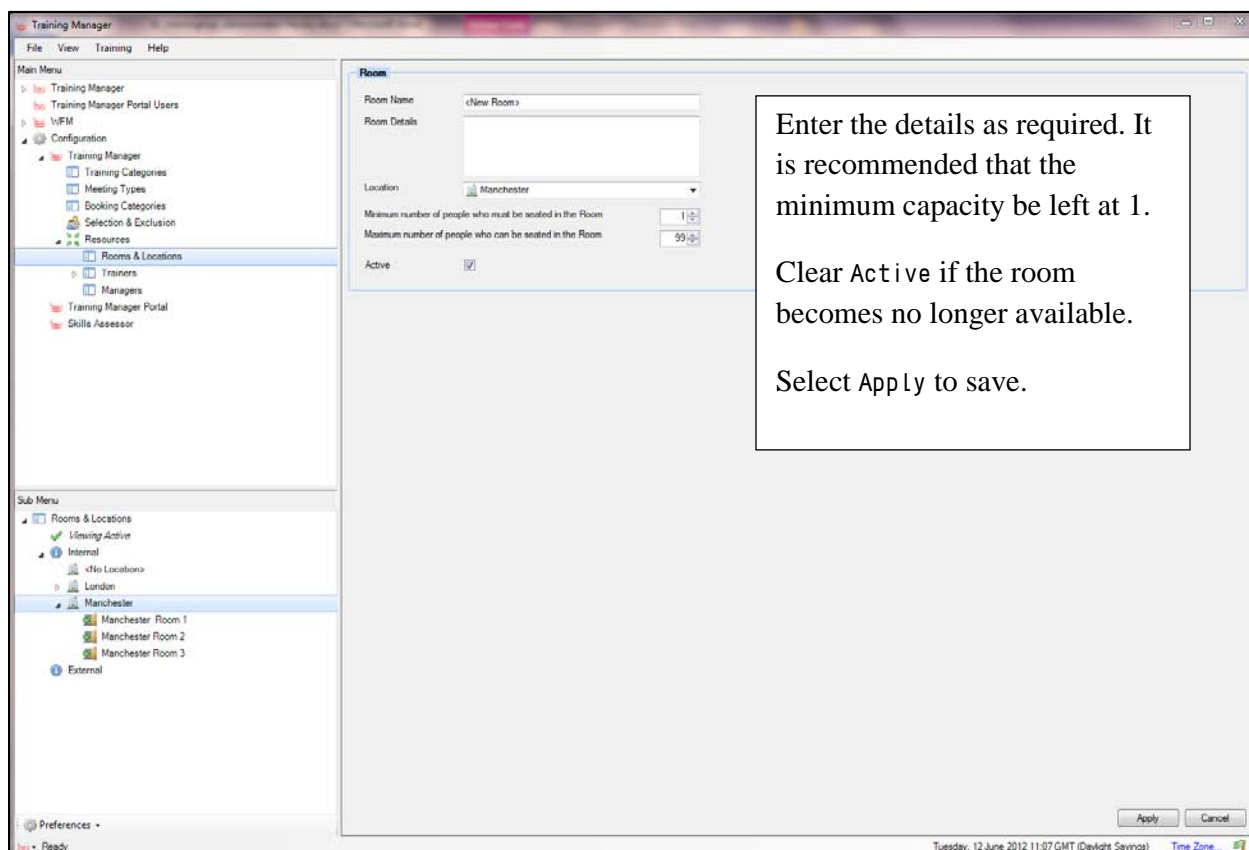 Training Manager
File View Training Help
Main Menu
Training Manager
Training Manager Portal Users
WFM
Configuration
Training Manager
Training Categories
Meeting Types
Booking Categories
Selection & Exclusion
Resources
Rooms & Locations
Trainers
Managers
Training Manager Portal
Skills Assessor
Sub Menu
Rooms & Locations
Viewing Active
Internal
<No Location>
London
Manchester
Manchester Room 1
Manchester Room 2
Manchester Room 3
External
Preferences
Ready
Room
Room Name <New Room>
Room Details
Location Manchester
Minimum number of people who must be seated in the Room 1
Maximum number of people who can be seated in the Room 99
Active
Enter the details as required. It
is recommended that the
minimum capacity be left at 1.
Clear Active if the room
becomes no longer available.
Select Apply to save.
Apply Cancel
Tuesday, 12 June 2012 11:07 GMT (Daylight Savings) Time Zone...